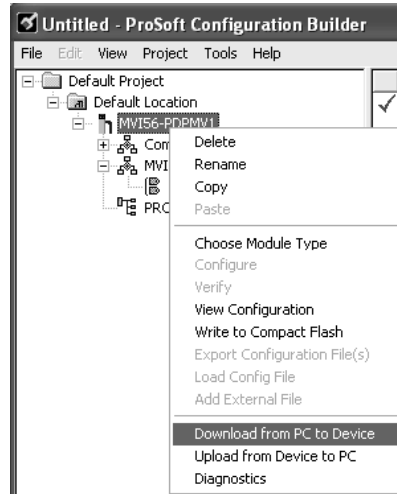 Untitled - ProSoft Configuration Builder
File Edit View Project Tools Help
Default Project
Default Location
MVI56-PDPMV1
Com
MVI
PRO
Delete
Rename
Copy
Paste
Choose Module Type
Configure
Verify
View Configuration
Write to Compact Flash
Export Configuration File(s)
Load Config File
Add External File
Download from PC to Device
Upload from Device to PC
Diagnostics